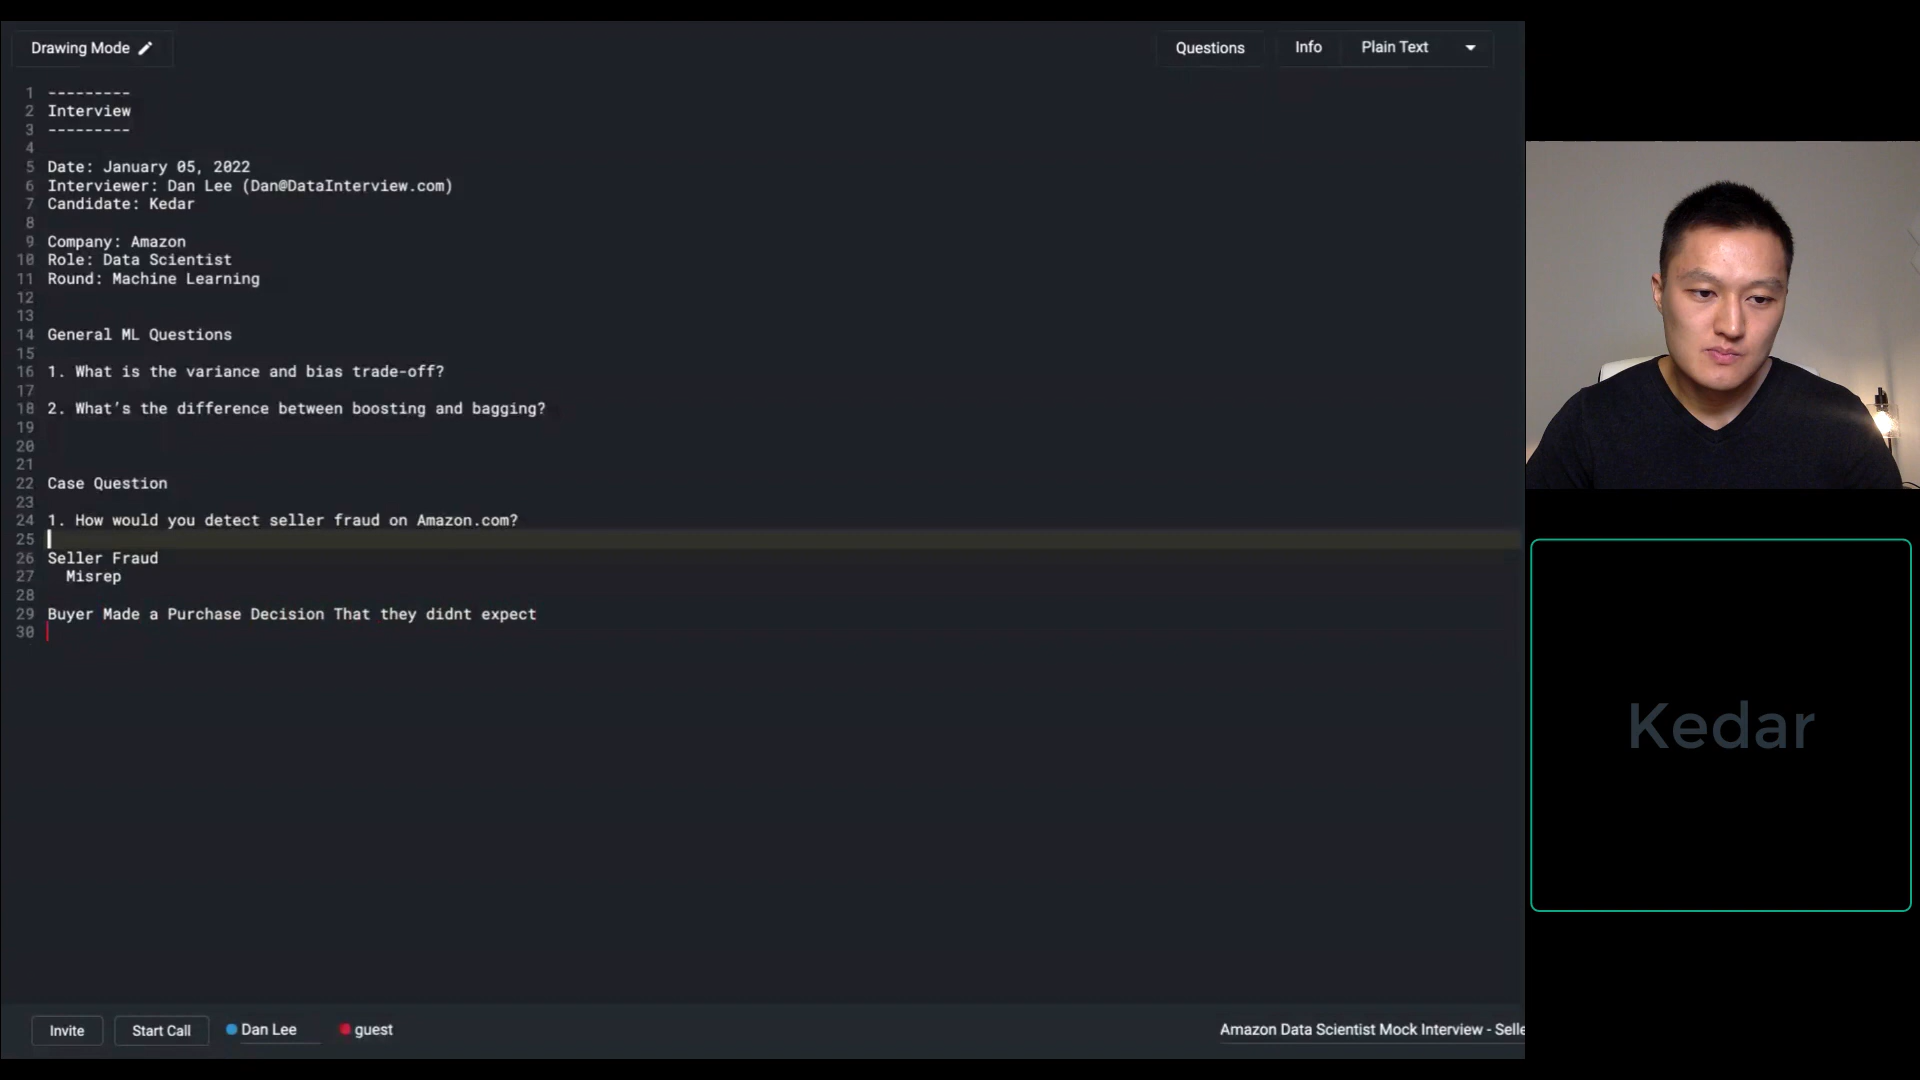 Drawing Mode
Questions
Info
Plain Text
1 ---------
2 Interview
3 ---------
4
5 Date: January 05, 2022
6 Interviewer: Dan Lee (Dan@DataInterview.com)
7 Candidate: Kedar
8
9 Company: Amazon
10 Role: Data Scientist
11 Round: Machine Learning
12
13
14 General ML Questions
15
16 1. What is the variance and bias trade-off?
17
18 2. What's the difference between boosting and bagging?
19
20
21
22 Case Question
23
24 1. How would you detect seller fraud on Amazon.com?
25
26 Seller Fraud
27 Misrep
28
29 Buyer Made a Purchase Decision That they didnt expect
30
Kedar
Invite
Start Call
Dan Lee
guest
Amazon Data Scientist Mock Interview - Selle